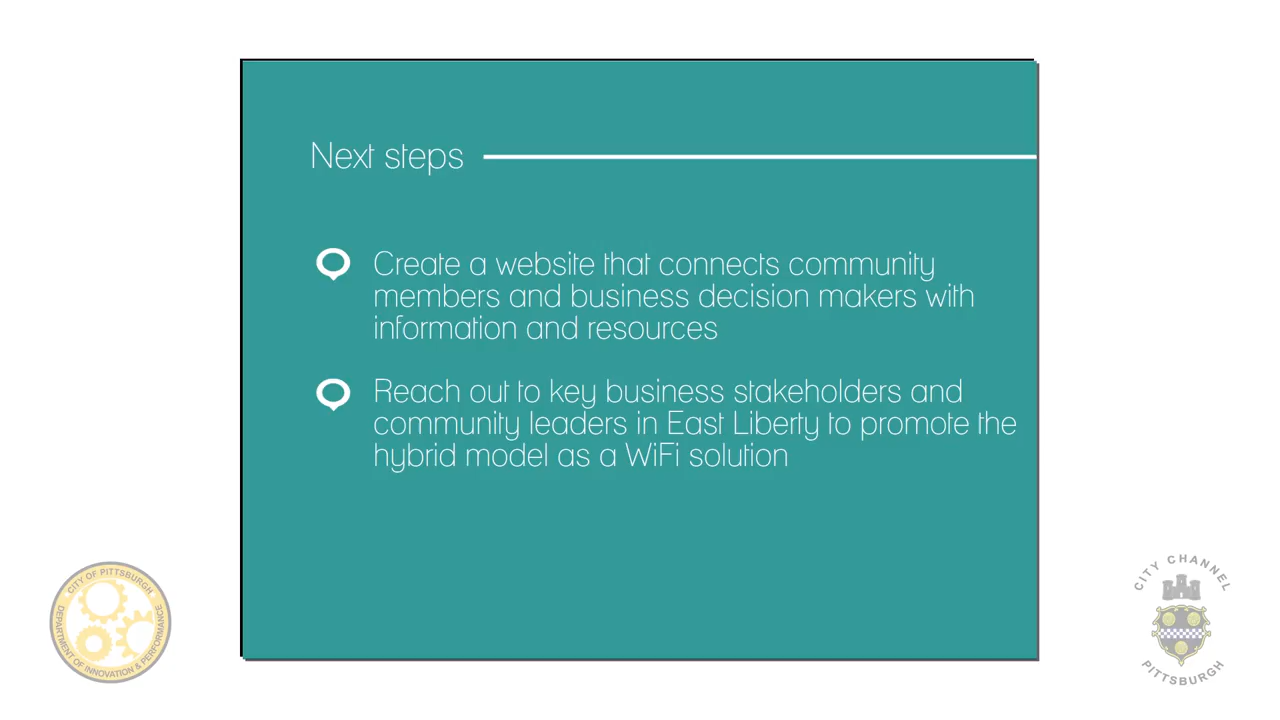 Next steps
Create a website that connects community
members and business decision makers with
information and resources
Reach out to key business stakeholders and
community leaders in East Liberty to promote the
hybrid model as a WiFi solution
CITY OF PITTSBURGH
DEPARTMENT OF INNOVATION & PERFORMANCE
CITY CHANNEL
PITTSBURGH